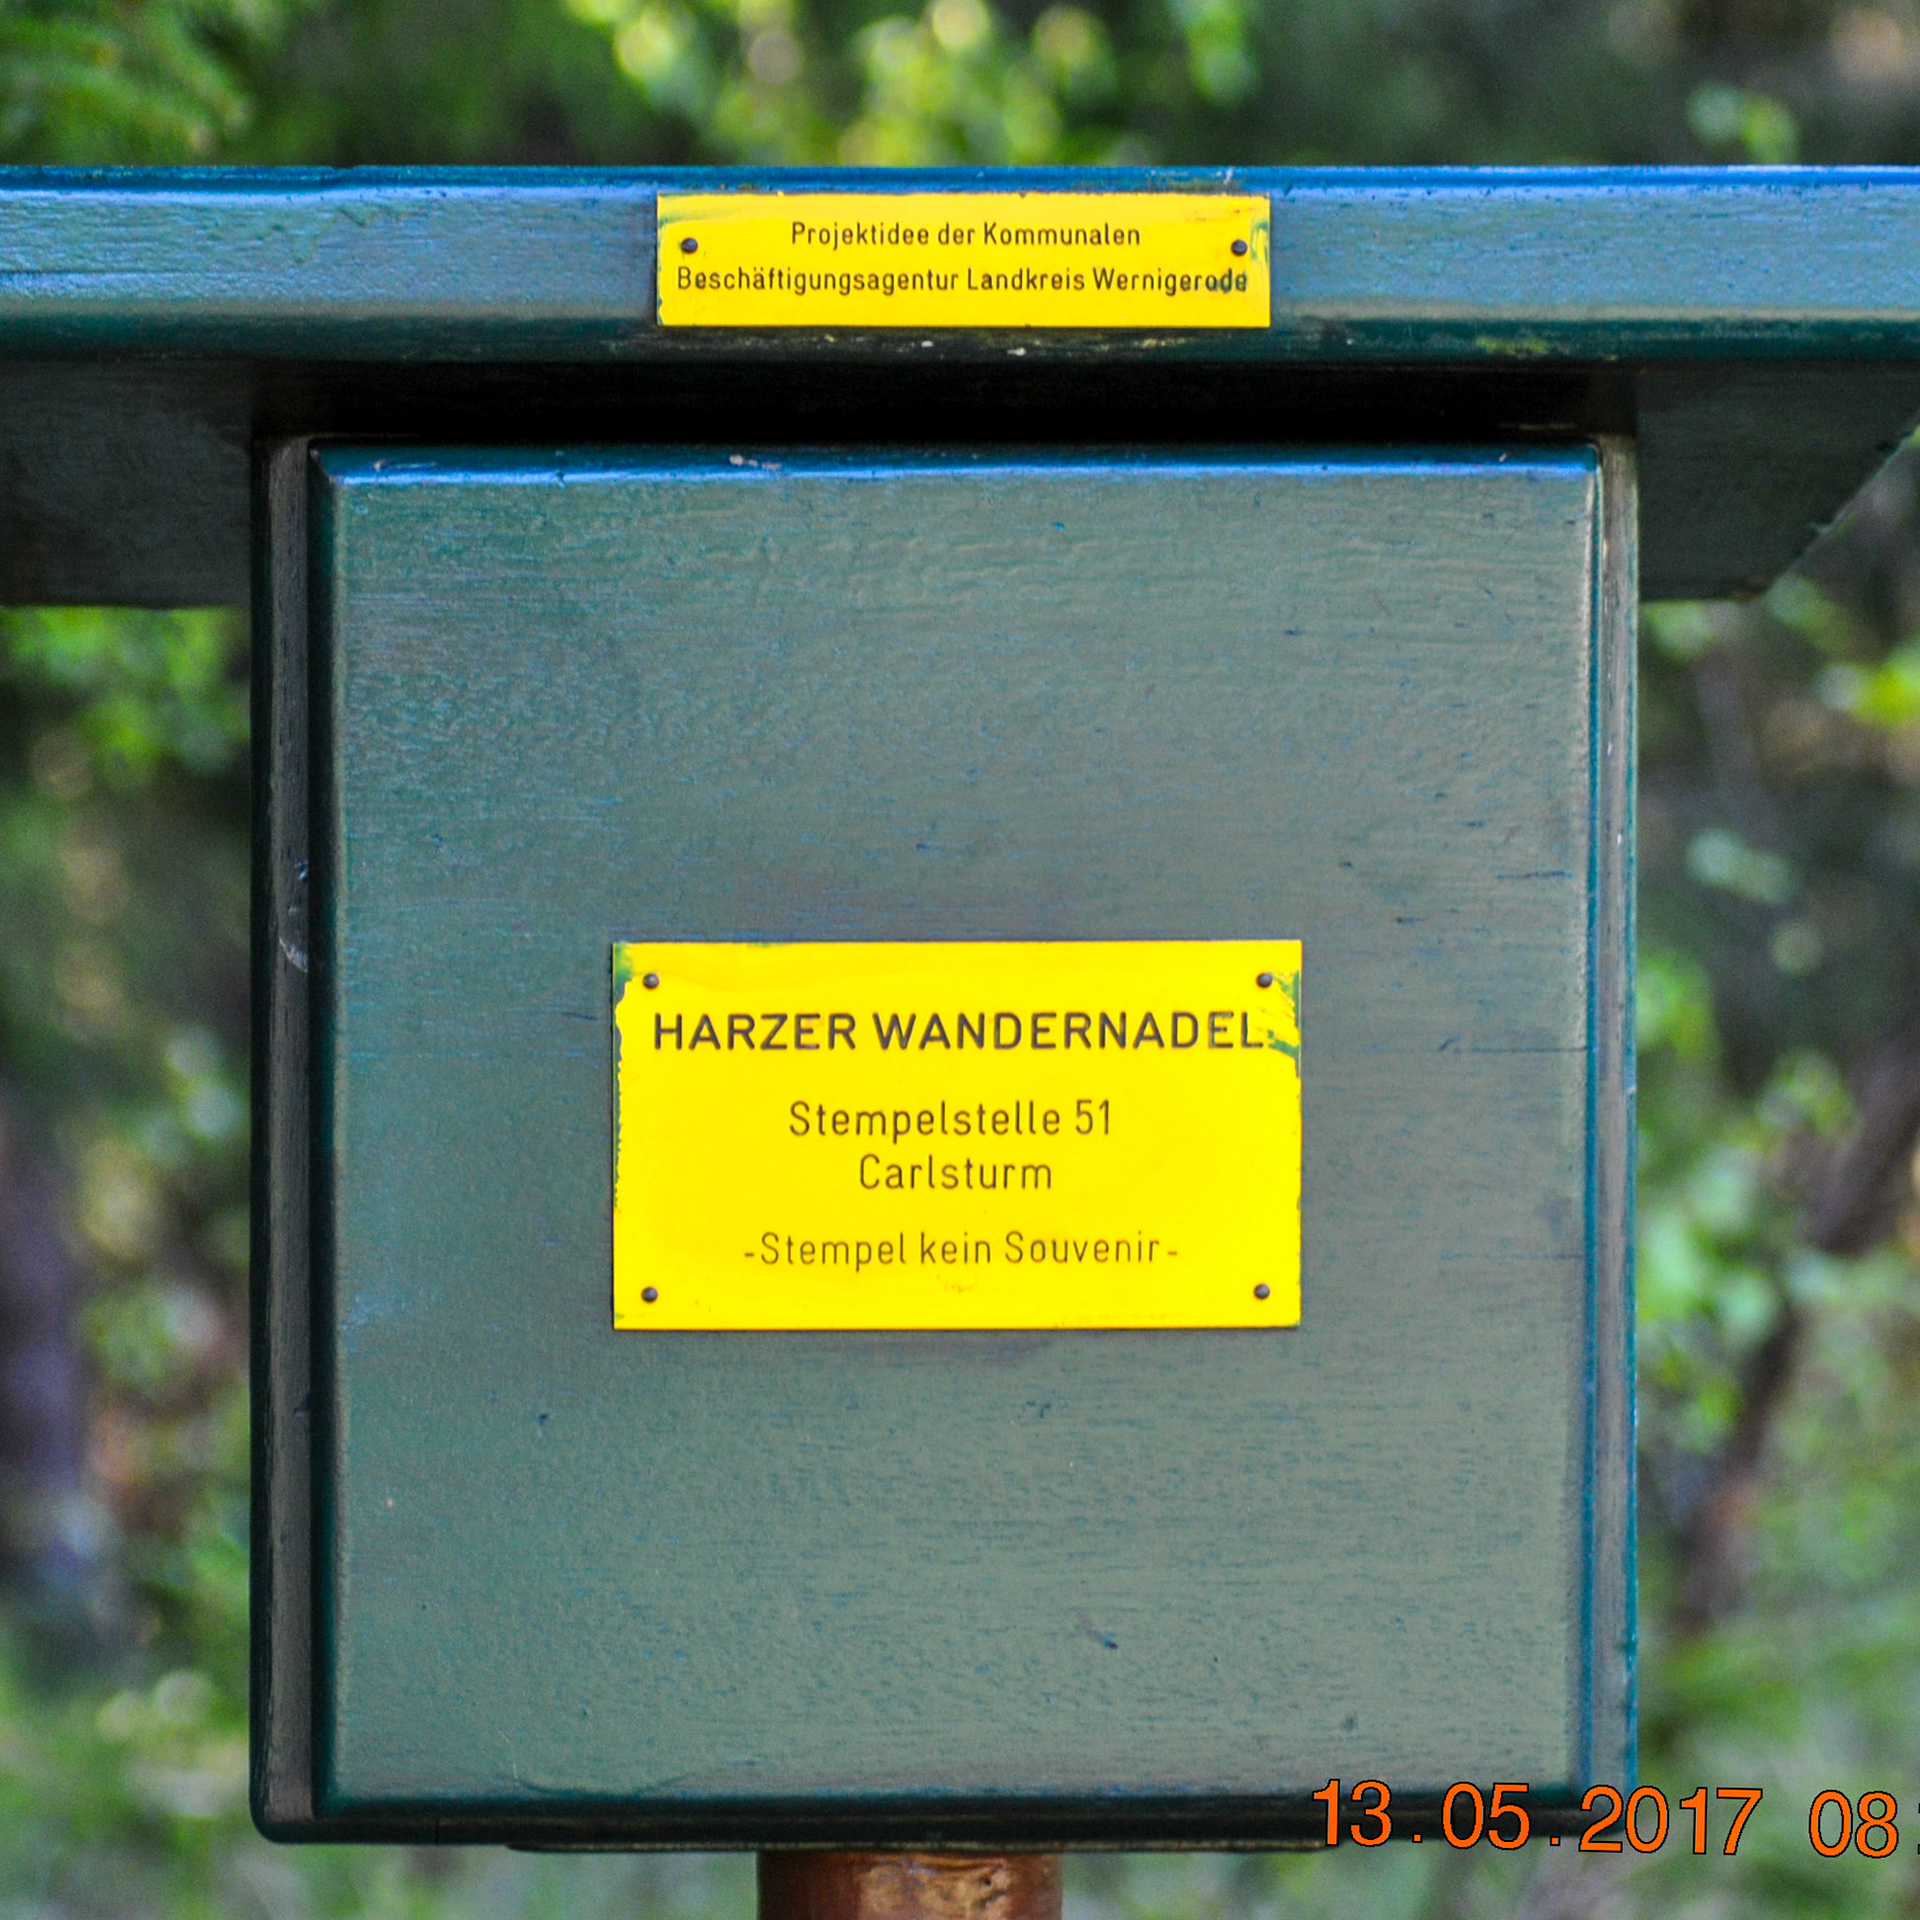 Projektidee der Kommunalen
Beschäftigungsagentur Landkreis Wernigerode
HARZER WANDERNADEL
Stempelstelle 51
Carlsturm
-Stempel kein Souvenir-
13.05.2017 08